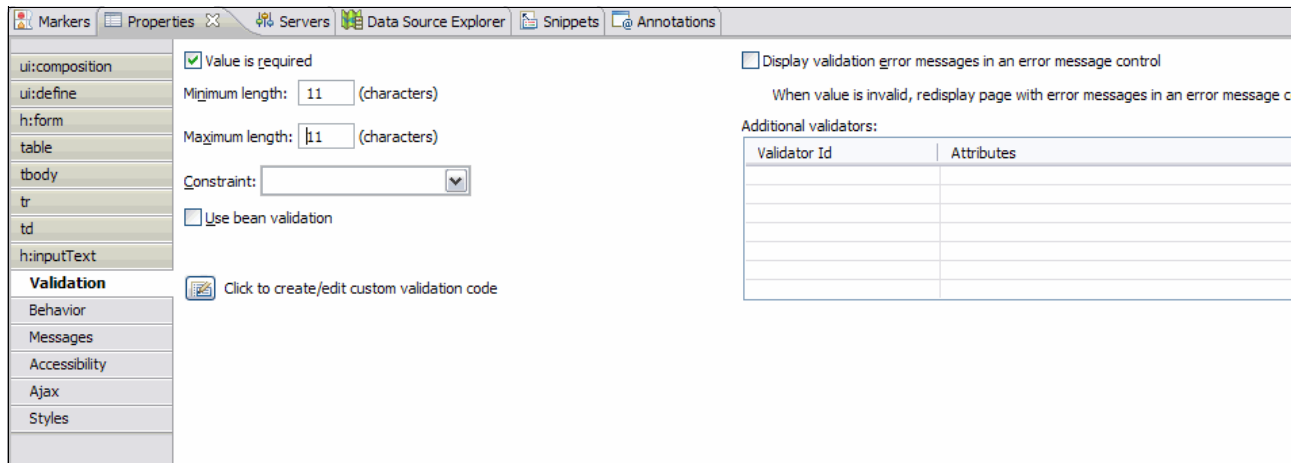 Markers Properties Servers Data Source Explorer Snippets Annotations
ui:composition
ui:define
h:form
table
tbody
tr
td
h:inputText
Validation
Behavior
Messages
Accessibility
Ajax
Styles
Value is required
Minimum length: 11 (characters)
Maximum length: 11 (characters)
Constraint:
Use bean validation
Click to create/edit custom validation code
Display validation error messages in an error message control
When value is invalid, redisplay page with error messages in an error message c
Additional validators:
Validator Id Attributes